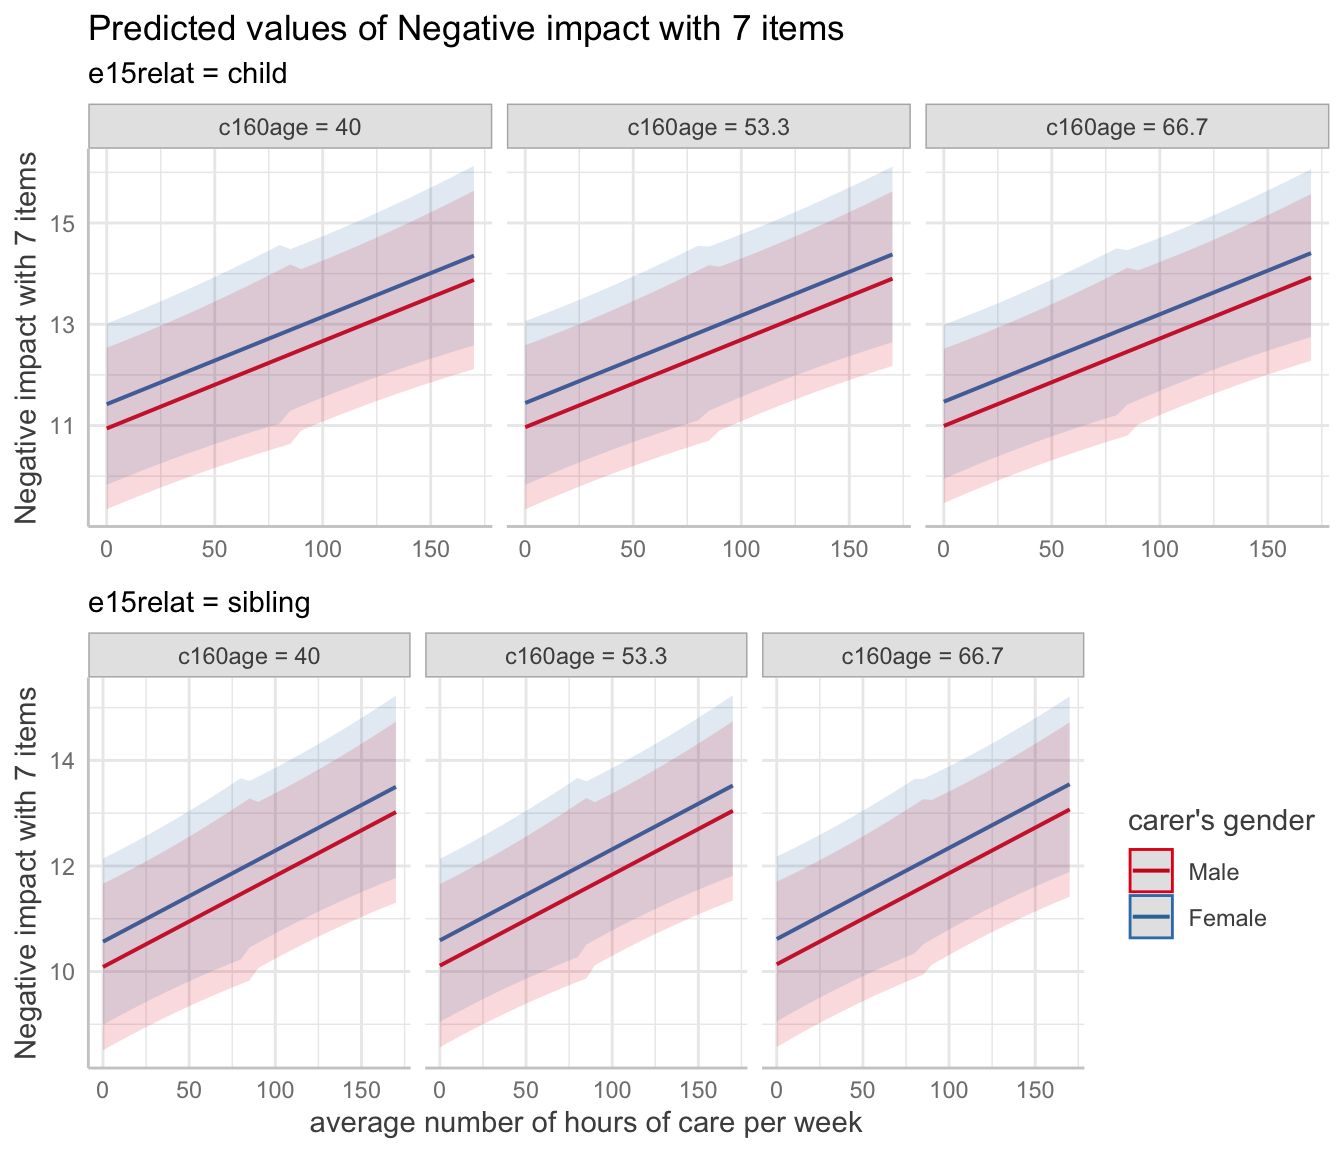 Predicted values of Negative impact with 7 items
e15relat = child
c160age = 40 c160age = 53.3 c160age = 66.7
Negative impact with 7 items
15
13
11
0 50 100 150 0 50 100 150 0 50 100 150
e15relat = sibling
c160age = 40 c160age = 53.3 c160age = 66.7
Negative impact with 7 items
14
12
10
0 50 100 150 0 50 100 150 0 50 100 150
average number of hours of care per week
carer's gender
Male
Female